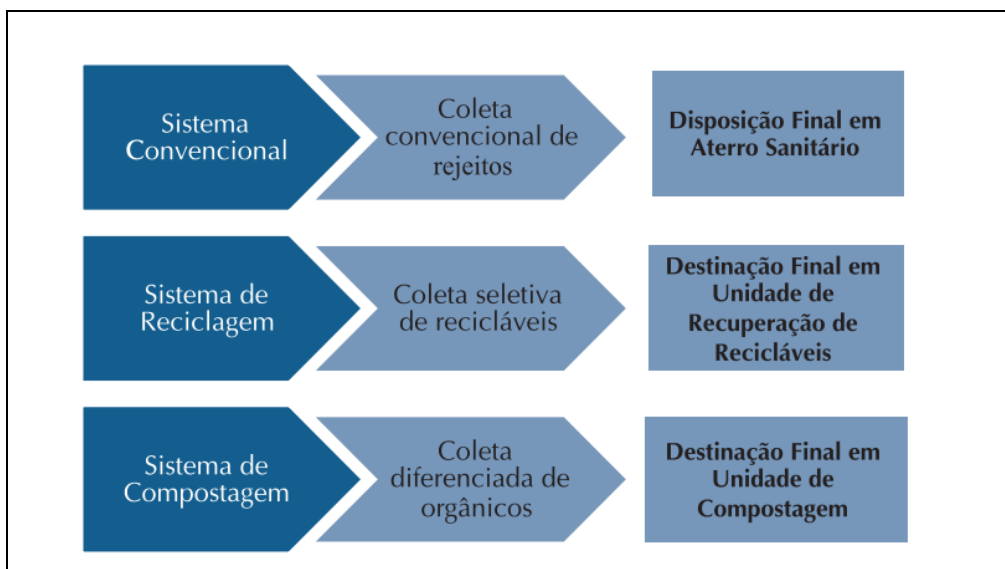 Sistema
Convencional
Coleta
convencional de
rejeitos
Disposição Final em
Aterro Sanitário
Sistema de
Reciclagem
Coleta seletiva
de recicláveis
Destinação Final em
Unidade de
Recuperação de
Recicláveis
Sistema de
Compostagem
Coleta
diferenciada de
orgânicos
Destinação Final em
Unidade de
Compostagem